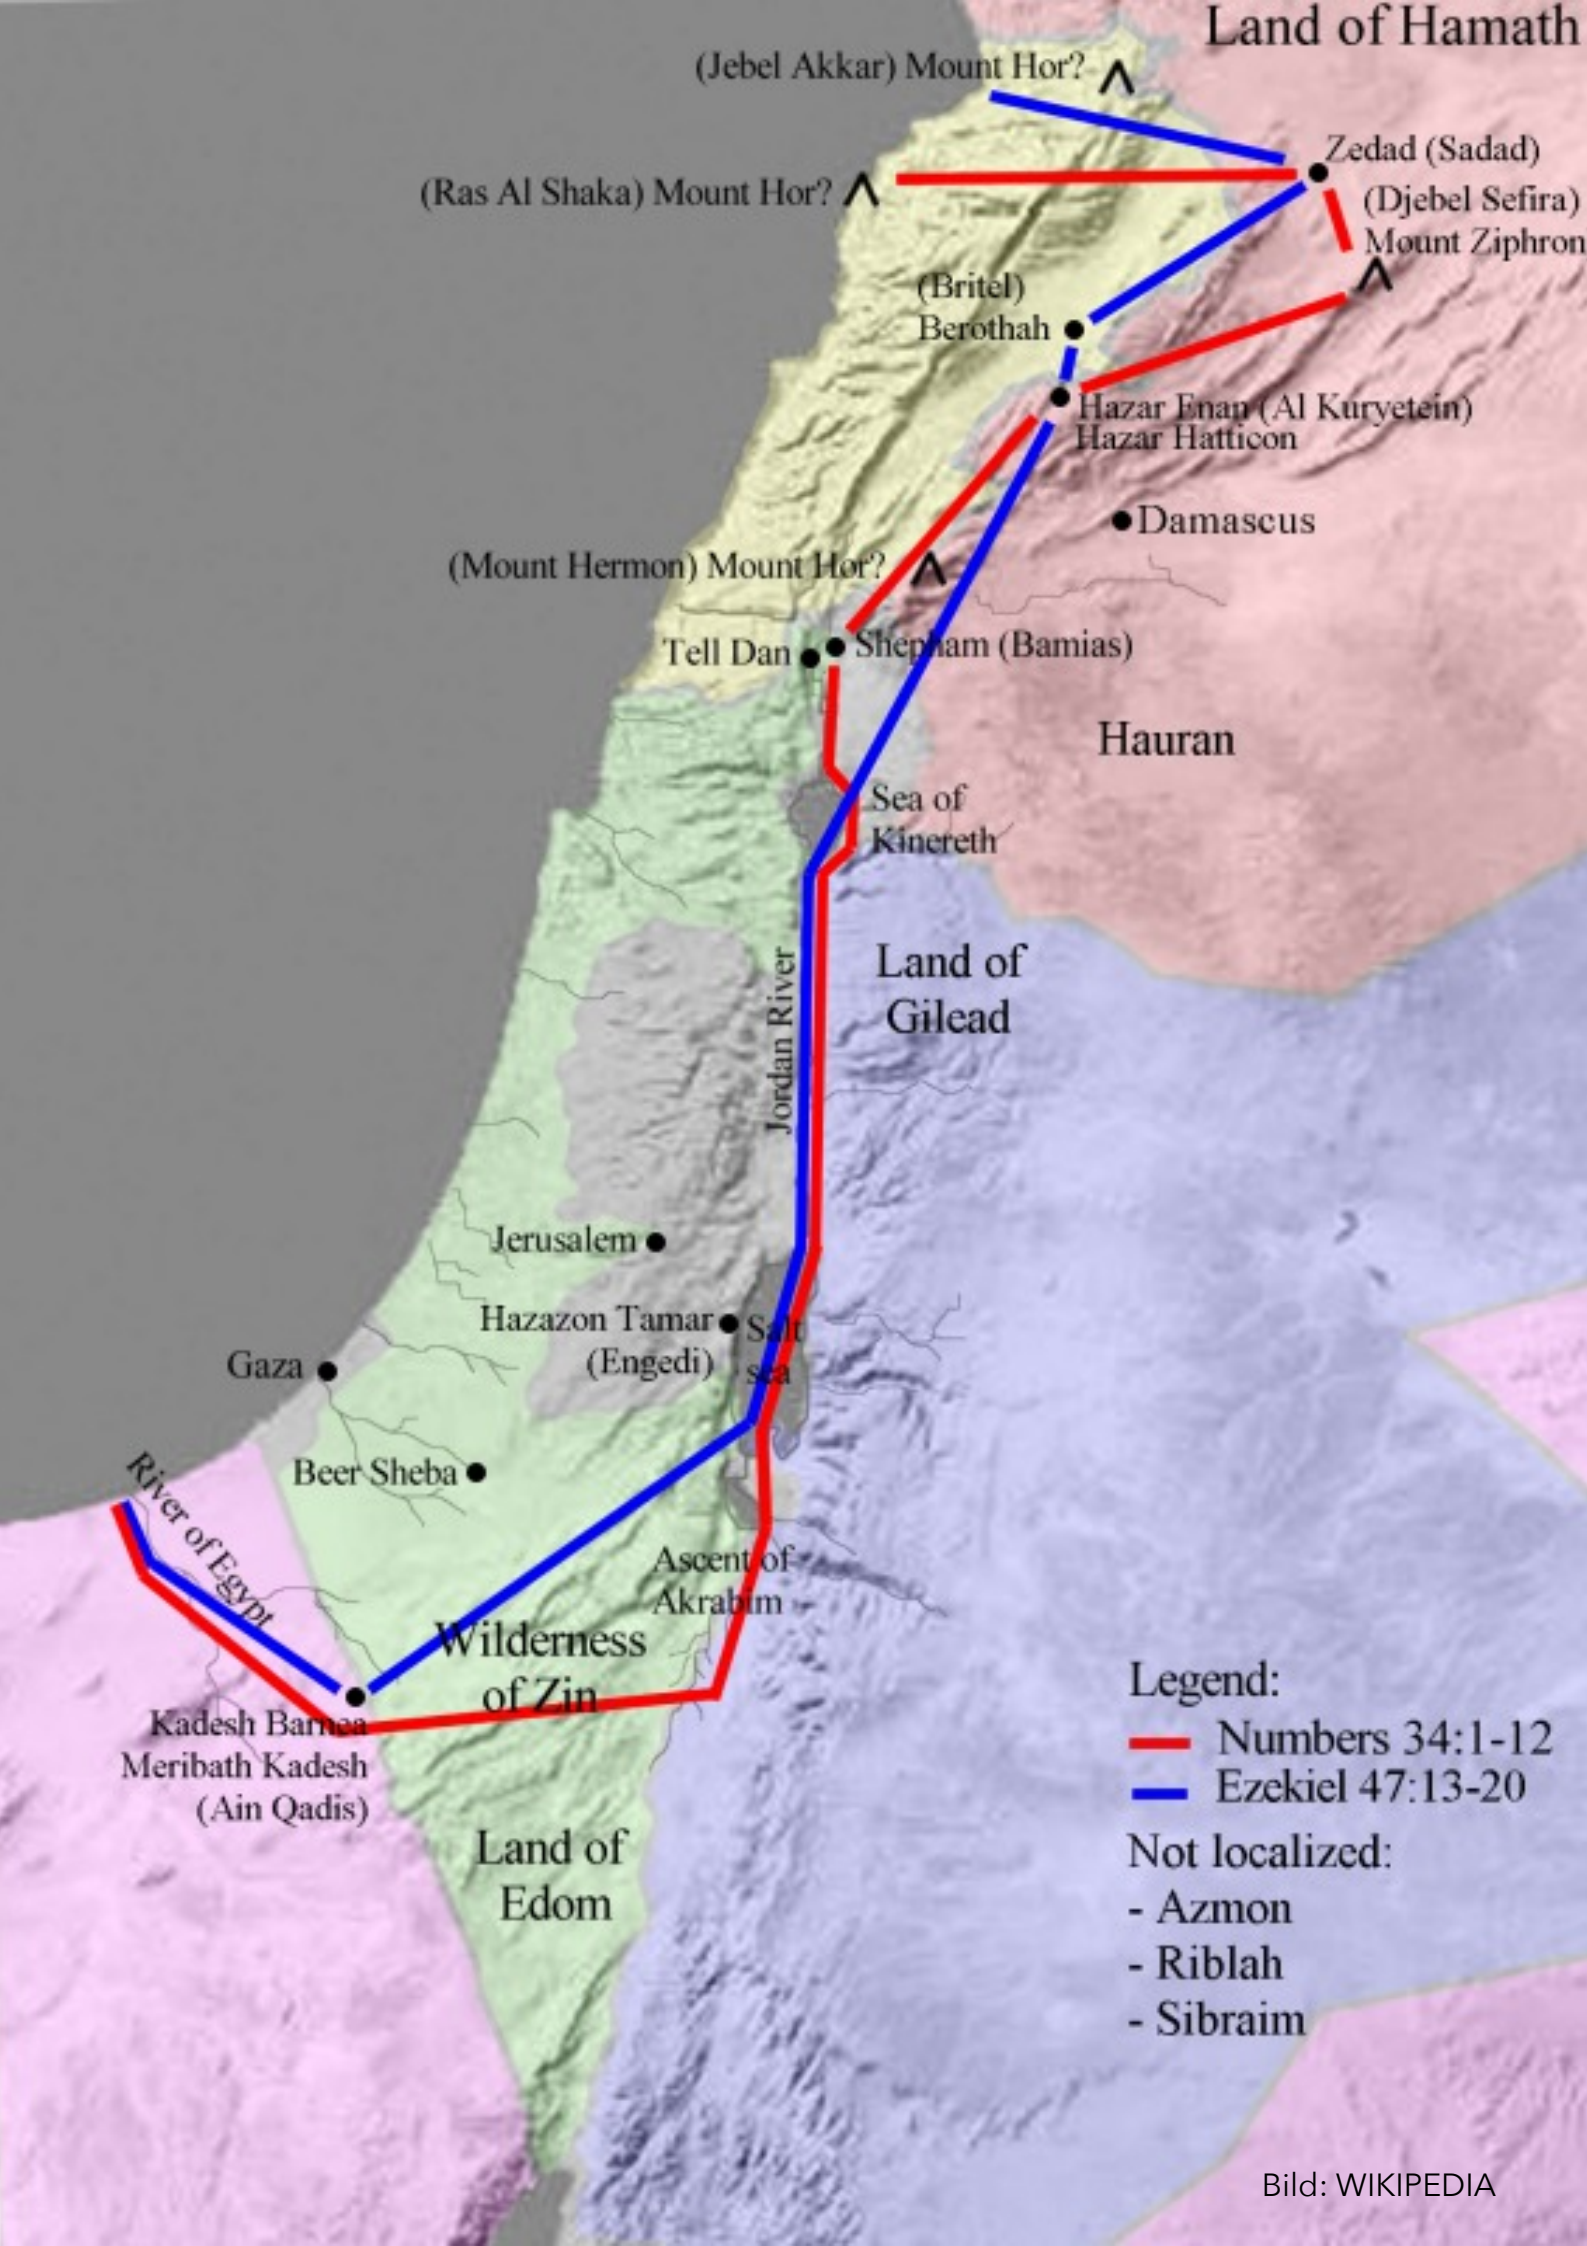 Land of Hamath
(Jebel Akkar) Mount Hor?
Zedad (Sadad)
(Ras Al Shaka) Mount Hor?
(Djebel Sefira)
Mount Ziphron
(Britel)
Berothah
Hazar Enan (Al Kuryetein)
Hazar Hatticon
Damascus
(Mount Hermon) Mount Hor?
Tell Dan
Shepham (Bamias)
Hauran
Sea of
Kinereth
Land of
Gilead
Jordan River
Jerusalem
Hazazon Tamar
(Engedi)
Salt
sea
Gaza
Beer Sheba
River of Egypt
Ascent of
Akrabim
Wilderness
of Zin
Kadesh Barnea
Meribath Kadesh
(Ain Qadis)
Land of
Edom
Legend:
Numbers 34:1-12
Ezekiel 47:13-20
Not localized:
- Azmon
- Riblah
- Sibraim
Bild: WIKIPEDIA